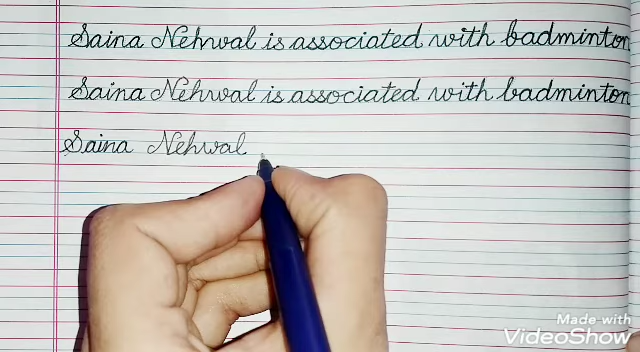 Saina Nehwal is associated with badminton
Saina Nehwal is associated with badminton
Saina Nehwal
Made with
VideoShow